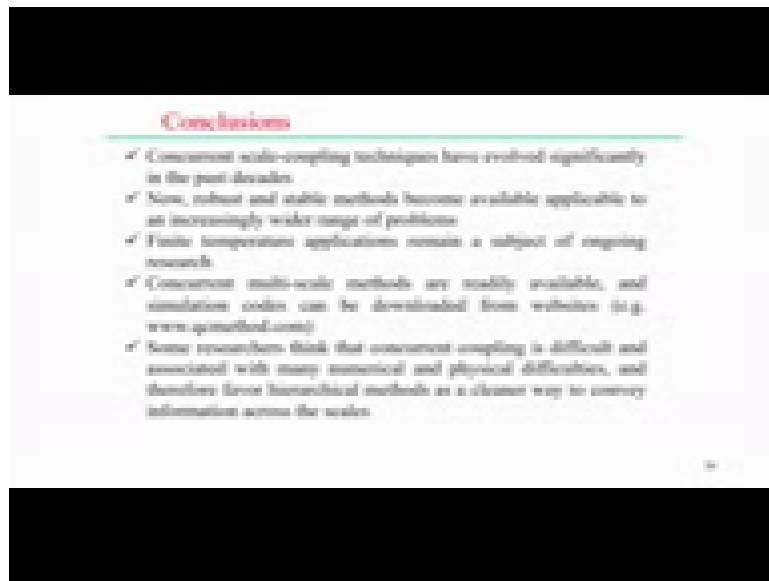 Conclusions
✓ Concurrent scale-coupling techniques have evolved significantly
in the past decades
✓ Now, robust and stable methods become available applicable to
an increasingly wider range of problems
✓ Finite temperature applications remain a subject of ongoing
research
✓ Concurrent multi-scale methods are readily available, and
simulation codes can be downloaded from websites (e.g.
www.qcmethod.com)
✓ Some researchers think that concurrent coupling is difficult and
associated with many numerical and physical difficulties, and
therefore favor hierarchical methods as a cleaner way to convey
information across the scales